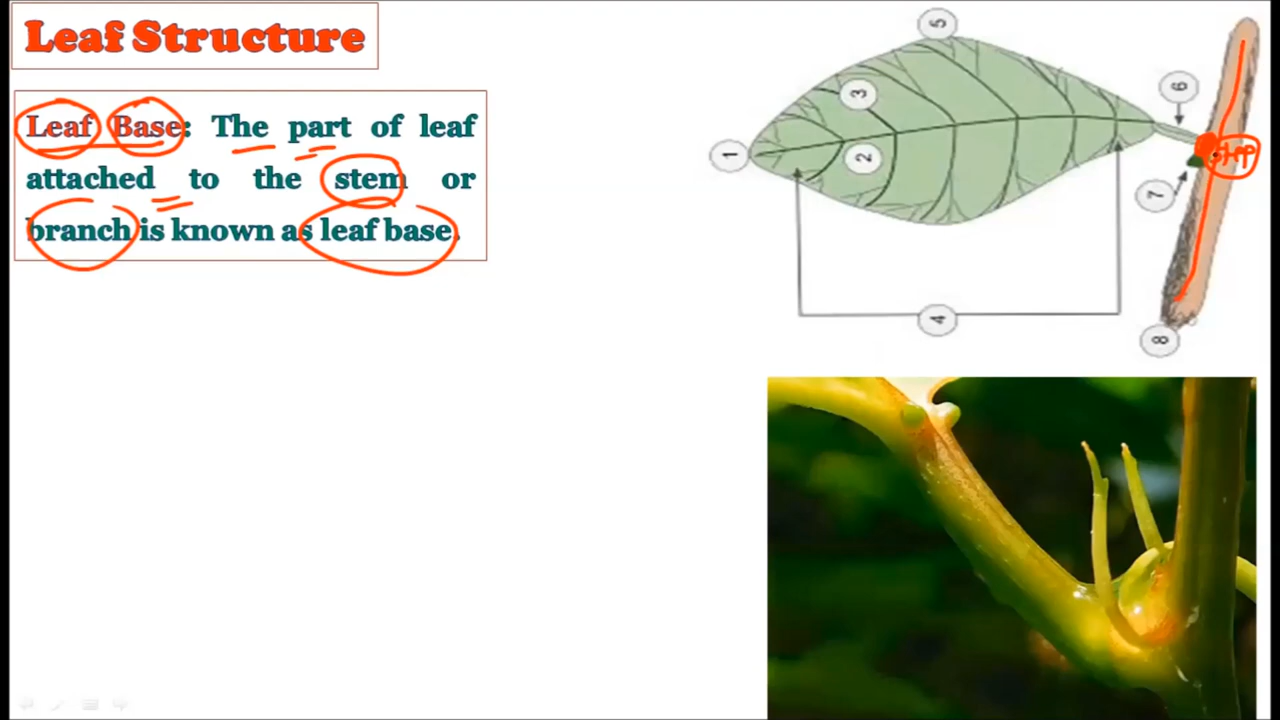 Leaf Structure
Leaf Base: The part of leaf
attached to the stem or
branch is known as leaf base.
5
3
6
1
2
7
4
8